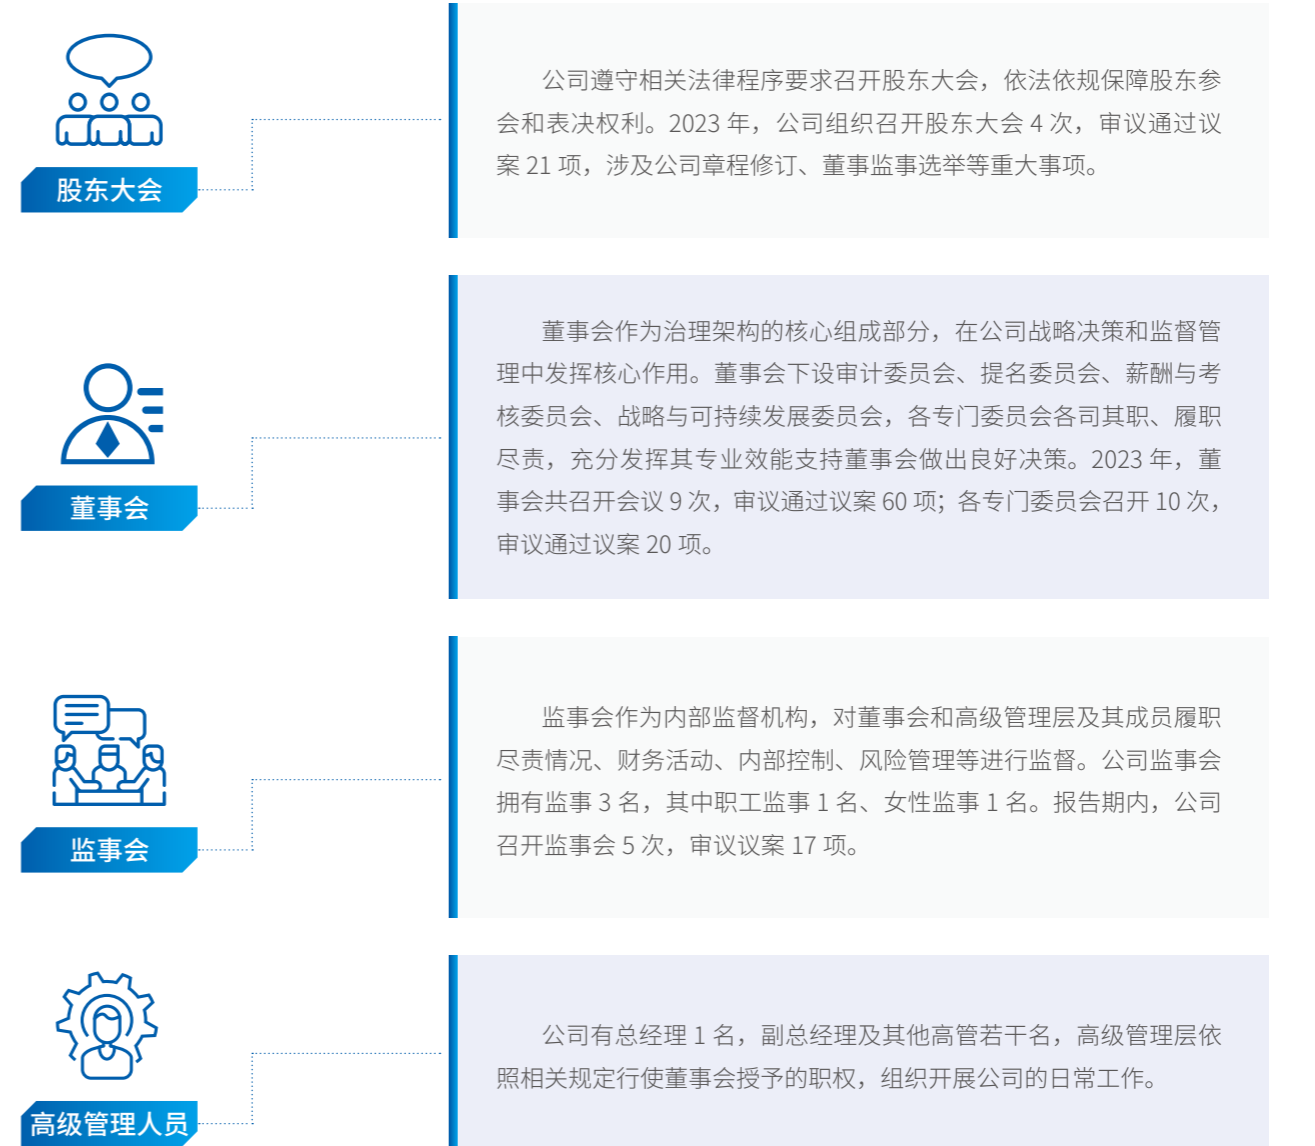 股东大会
公司遵守相关法律程序要求召开股东大会，依法依规保障股东参
会和表决权利。2023 年，公司组织召开股东大会 4 次，审议通过议
案 21 项，涉及公司章程修订、董事监事选举等重大事项。
董事会
董事会作为治理架构的核心组成部分，在公司战略决策和监督管
理中发挥核心作用。董事会下设审计委员会、提名委员会、薪酬与考
核委员会、战略与可持续发展委员会，各专门委员会各司其职、履职
尽责，充分发挥其专业效能支持董事会做出良好决策。2023 年，董
事会共召开会议 9 次，审议通过议案 60 项；各专门委员会召开 10 次，
审议通过议案 20 项。
监事会
监事会作为内部监督机构，对董事会和高级管理层及其成员履职
尽责情况、财务活动、内部控制、风险管理等进行监督。公司监事会
拥有监事 3 名，其中职工监事 1 名、女性监事 1 名。报告期内，公司
召开监事会 5 次，审议议案 17 项。
高级管理人员
公司有总经理 1 名，副总经理及其他高管若干名，高级管理层依
照相关规定行使董事会授予的职权，组织开展公司的日常工作。